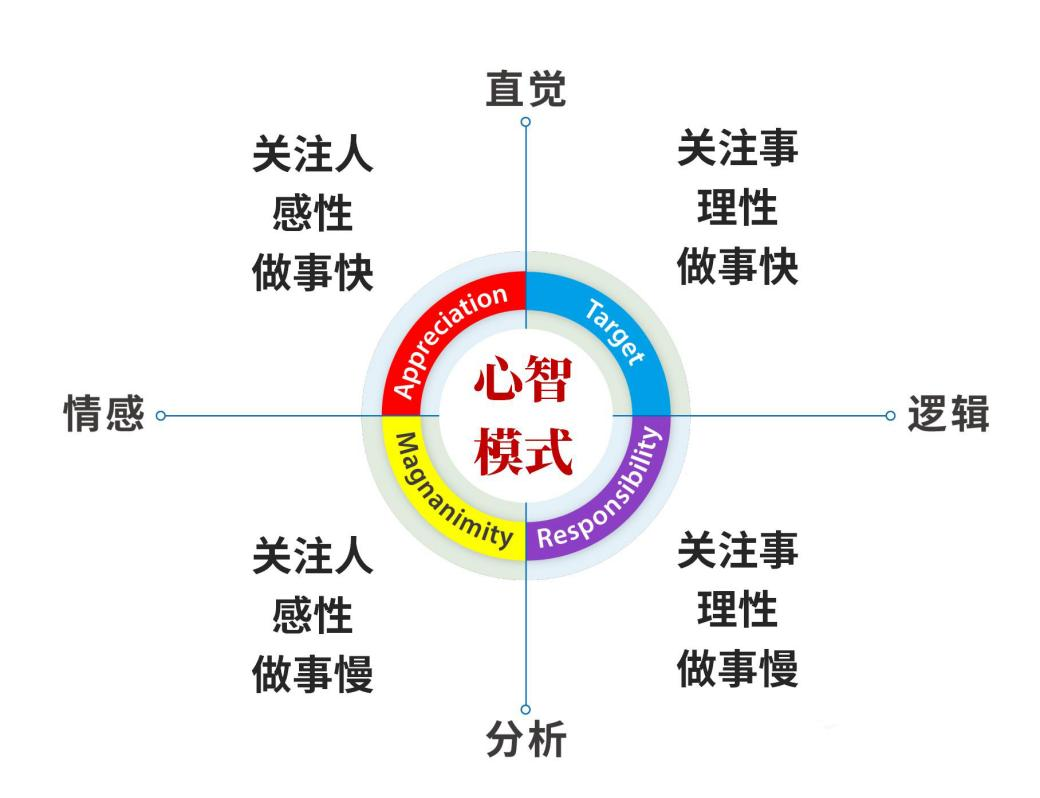 直觉
关注人
感性
做事快
关注事
理性
做事快
Appreciation
Target
情感
心智
模式
逻辑
Magnanimity
Responsibility
关注人
感性
做事慢
关注事
理性
做事慢
分析